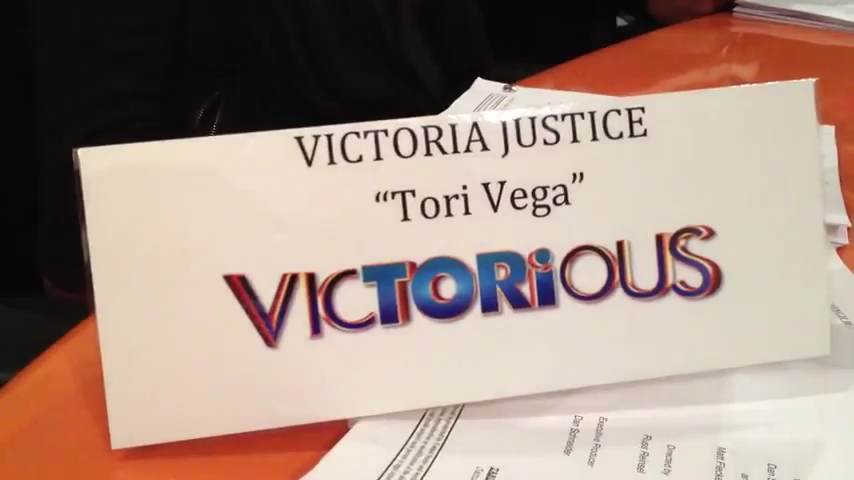 VICTORIA JUSTICE
“Tori Vega”
VICTORiOUS
Executive Producer
Dan Schneider
Directed by
Russ Reinsel